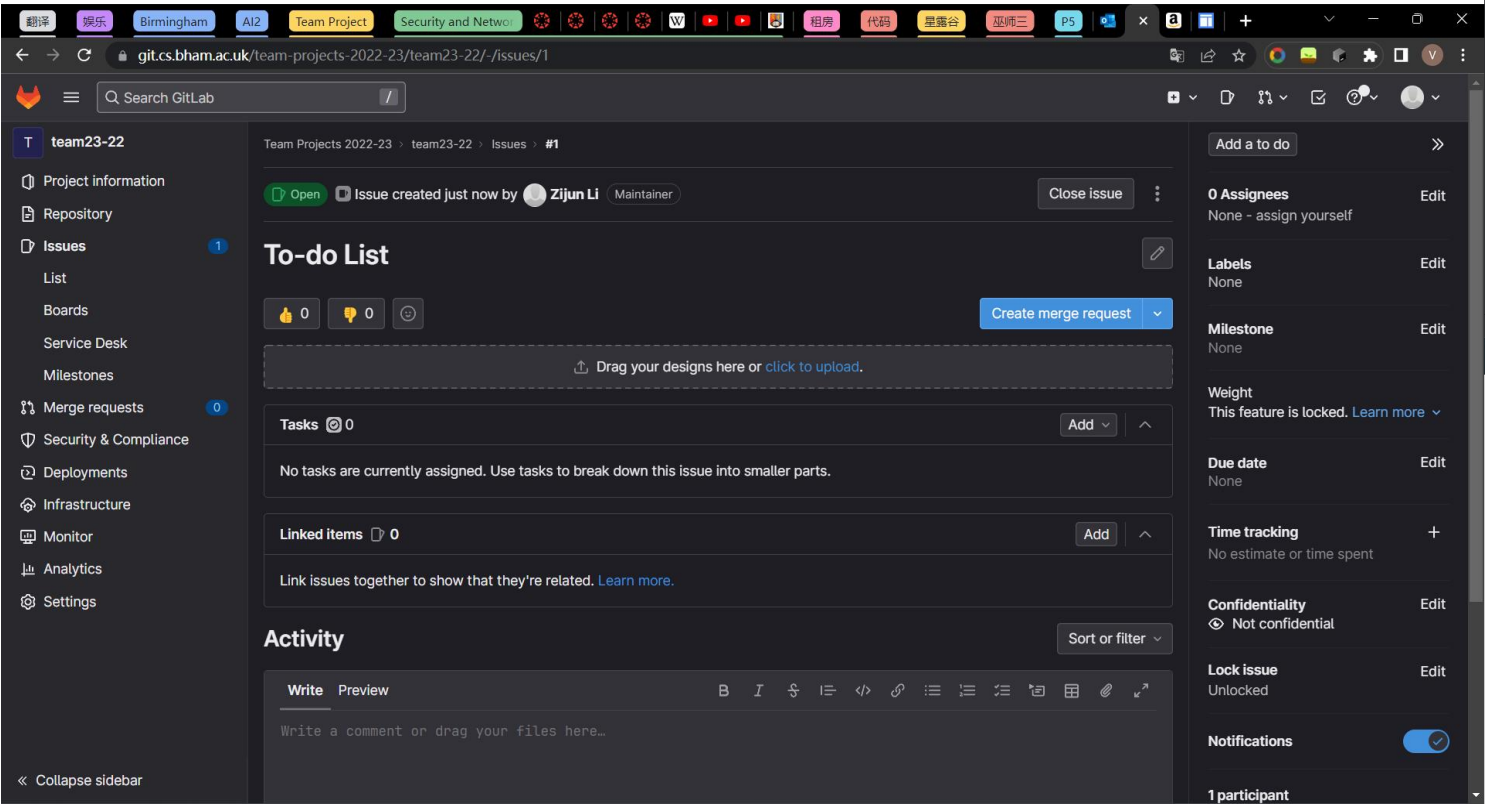 翻译 娱乐 Birmingham AI2 Team Project Security and Networ W 租房 代码 星露谷 巫师三 P5
git.cs.bham.ac.uk/team-projects-2022-23/team23-22/-/issues/1 V
Search GitLab /
T team23-22
Project information
Repository
Issues 1
List
Boards
Service Desk
Milestones
Merge requests 0
Security & Compliance
Deployments
Infrastructure
Monitor
Analytics
Settings
Collapse sidebar
Team Projects 2022-23 › team23-22 › Issues › #1
Open Issue created just now by Zijun Li Maintainer Close issue
To-do List
0 0 Create merge request
Drag your designs here or click to upload.
Tasks 0 Add
No tasks are currently assigned. Use tasks to break down this issue into smaller parts.
Linked items 0 Add
Link issues together to show that they're related. Learn more.
Activity Sort or filter
Write Preview B I S
Write a comment or drag your files here…
Add a to do
0 Assignees Edit
None - assign yourself
Labels Edit
None
Milestone Edit
None
Weight
This feature is locked. Learn more
Due date Edit
None
Time tracking +
No estimate or time spent
Confidentiality Edit
Not confidential
Lock issue Edit
Unlocked
Notifications
1 participant